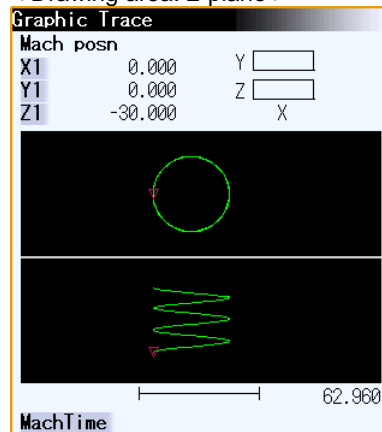 Graphic Trace
Mach posn
X1 0.000 Y
Y1 0.000 Z
Z1 -30.000 X
62.960
MachTime